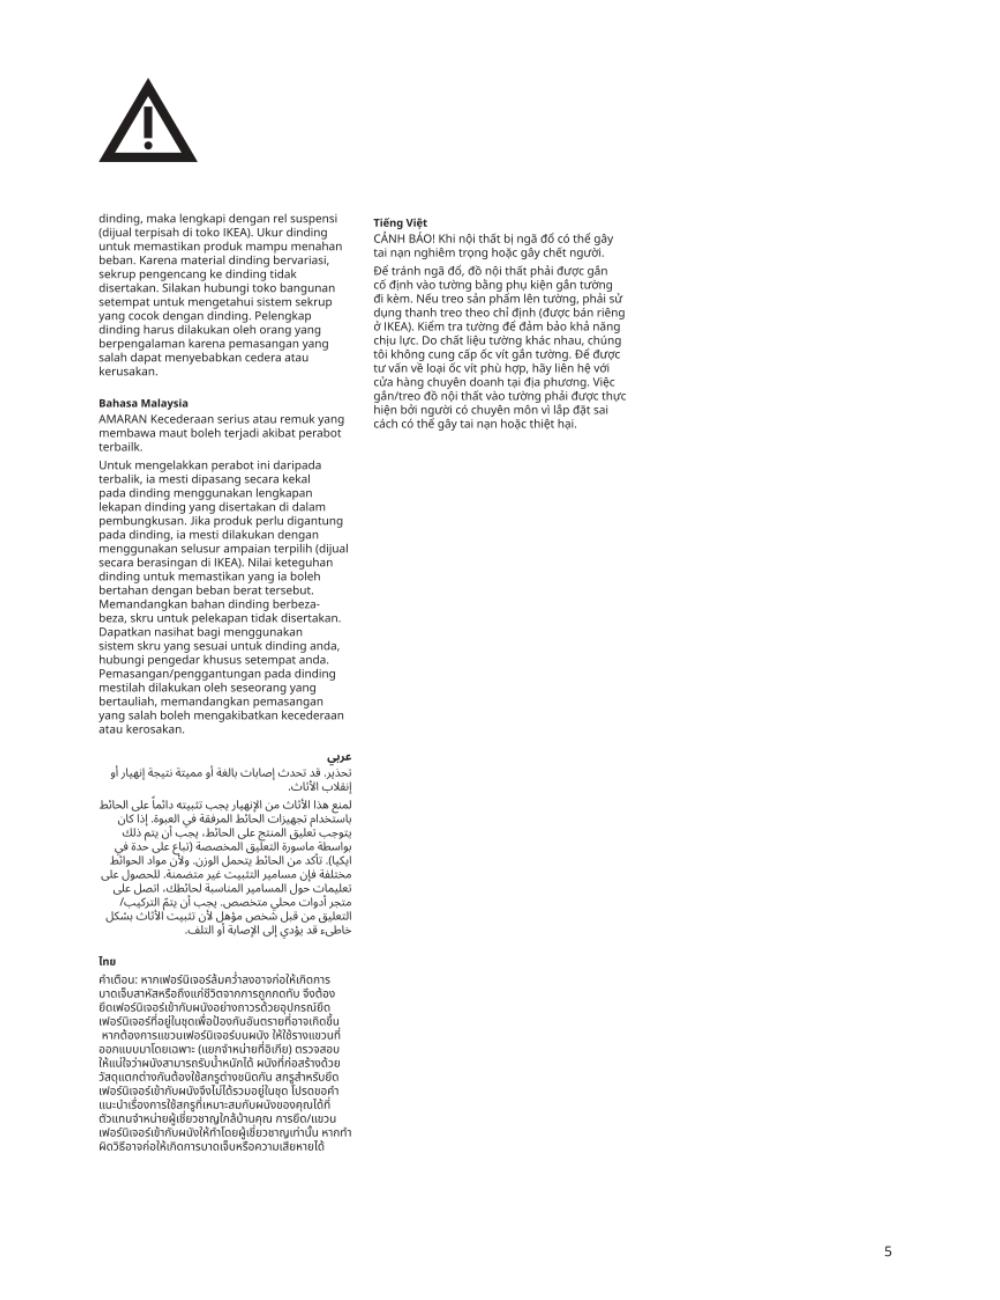 dinding, maka lengkapi dengan rel suspensi
(dijual terpisah di toko IKEA). Ukur dinding
untuk memastikan produk mampu menahan
beban. Karena material dinding bervariasi,
sekrup pengencang ke dinding tidak
disertakan. Silakan hubungi toko bangunan
setempat untuk mengetahui sistem sekrup
yang cocok dengan dinding. Pelengkap
dinding harus dilakukan oleh orang yang
berpengalaman karena pemasangan yang
salah dapat menyebabkan cedera atau
kerusakan.
Bahasa Malaysia
AMARAN Kecederaan serius atau remuk yang
membawa maut boleh terjadi akibat perabot
terbailk.
Untuk mengelakkan perabot ini daripada
terbalik, ia mesti dipasang secara kekal
pada dinding menggunakan lengkapan
lekapan dinding yang disertakan di dalam
pembungkusan. Jika produk perlu digantung
pada dinding, ia mesti dilakukan dengan
menggunakan selusur ampaian terpilih (dijual
secara berasingan di IKEA). Nilai keteguhan
dinding untuk memastikan yang ia boleh
bertahan dengan beban berat tersebut.
Memandangkan bahan dinding berbeza-
beza, skru untuk pelekapan tidak disertakan.
Dapatkan nasihat bagi menggunakan
sistem skru yang sesuai untuk dinding anda,
hubungi pengedar khusus setempat anda.
Pemasangan/penggantungan pada dinding
mestilah dilakukan oleh seseorang yang
bertauliah, memandangkan pemasangan
yang salah boleh mengakibatkan kecederaan
atau kerosakan.
عربي
تحذير. قد تحدث إصابات بالغة أو مميتة نتيجة إنهيار أو
إنقلاب الأثاث.
لمنع هذا الأثاث من الإنهيار يجب تثبيته دائماً على الحائط
باستخدام تجهيزات الحائط المرفقة في العبوة. إذا كان
يتوجب تعليق المنتج على الحائط، يجب أن يتم ذلك
بواسطة ماسورة التعليق المخصصة (تباع على حدة في
ايكيا). تأكد من الحائط يتحمل الوزن. ولأن مواد الحوائط
مختلفة فإن مسامير التثبيت غير متضمنة. للحصول على
تعليمات حول المسامير المناسبة لحائطك، اتصل على
متجر أدوات محلي متخصص. يجب أن يتمّ التركيب/
التعليق من قبل شخص مؤهل لأن تثبيت الأثاث بشكل
خاطىء قد يؤدي إلى الإصابة أو التلف.
ไทย
คำเตือน: หากเฟอร์นิเจอร์ล้มคว่ำลงอาจก่อให้เกิดการ
บาดเจ็บสาหัสหรือถึงแก่ชีวิตจากการถูกกดทับ จึงต้อง
ยึดเฟอร์นิเจอร์เข้ากับผนังอย่างถาวรด้วยอุปกรณ์ยึด
เฟอร์นิเจอร์ที่อยู่ในชุดเพื่อป้องกันอันตรายที่อาจเกิดขึ้น
หากต้องการแขวนเฟอร์นิเจอร์บนผนัง ให้ใช้รางแขวนที่
ออกแบบมาโดยเฉพาะ (แยกจำหน่ายที่อิเกีย) ตรวจสอบ
ให้แน่ใจว่าผนังสามารถรับน้ำหนักได้ ผนังที่ก่อสร้างด้วย
วัสดุแตกต่างกันต้องใช้สกรูต่างชนิดกัน สกรูสำหรับยึด
เฟอร์นิเจอร์เข้ากับผนังจึงไม่ได้รวมอยู่ในชุด โปรดขอคำ
แนะนำเรื่องการใช้สกรูที่เหมาะสมกับผนังของคุณได้ที่
ตัวแทนจำหน่ายผู้เชี่ยวชาญใกล้บ้านคุณ การยึด/แขวน
เฟอร์นิเจอร์เข้ากับผนังให้ทำโดยผู้เชี่ยวชาญเท่านั้น หากทำ
ผิดวิธีอาจก่อให้เกิดการบาดเจ็บหรือความเสียหายได้
Tiếng Việt
CẢNH BÁO! Khi nội thất bị ngã đổ có thể gây
tai nạn nghiêm trọng hoặc gây chết người.
Để tránh ngã đổ, đồ nội thất phải được gắn
cố định vào tường bằng phụ kiện gắn tường
đi kèm. Nếu treo sản phẩm lên tường, phải sử
dụng thanh treo theo chỉ định (được bán riêng
ở IKEA). Kiểm tra tường để đảm bảo khả năng
chịu lực. Do chất liệu tường khác nhau, chúng
tôi không cung cấp ốc vít gắn tường. Để được
tư vấn về loại ốc vít phù hợp, hãy liên hệ với
cửa hàng chuyên doanh tại địa phương. Việc
gắn/treo đồ nội thất vào tường phải được thực
hiện bởi người có chuyên môn vì lắp đặt sai
cách có thể gây tai nạn hoặc thiệt hại.
5